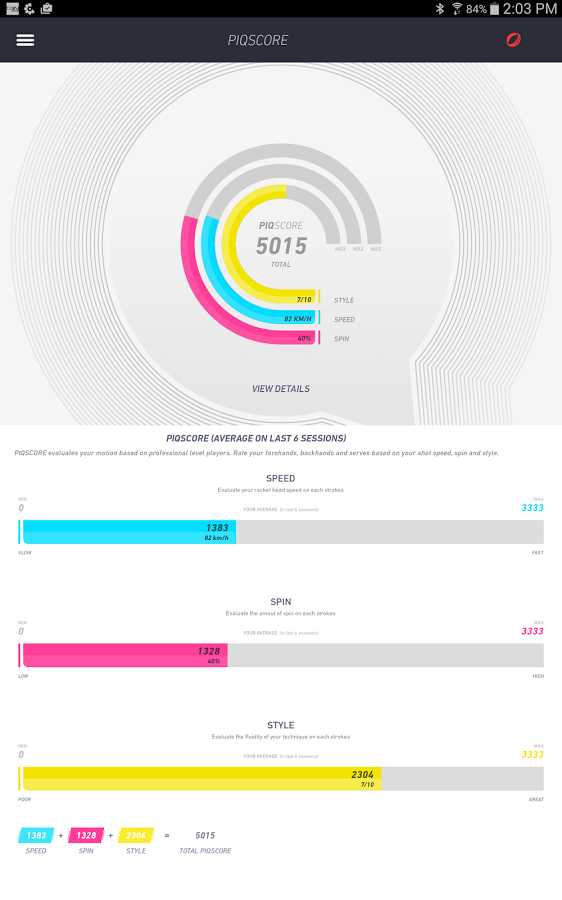 84% 2:03 PM
PIQSCORE
PIQSCORE
5015
TOTAL
MAX MAX MAX
7/10 STYLE
82 KM/H SPEED
40% SPIN
VIEW DETAILS
PIQSCORE (AVERAGE ON LAST 6 SESSIONS)
PIQSCORE evaluates your motion based on professional level players. Rate your forehands, backhands and serves based on your shot speed, spin and style.
SPEED
Evaluate your racket head speed on each strokes
MIN MAX
0 YOUR AVERAGE (in last 6 sessions) 3333
1383
82 km/h
SLOW FAST
SPIN
Evaluate the amout of spin on each strokes
MIN MAX
0 YOUR AVERAGE (in last 6 sessions) 3333
1328
40%
LOW HIGH
STYLE
Evaluate the fluidity of your technique on each strokes
MIN MAX
0 YOUR AVERAGE (in last 6 sessions) 3333
2304
7/10
POOR GREAT
1383 + 1328 + 2304 = 5015
SPEED SPIN STYLE TOTAL PIQSCORE